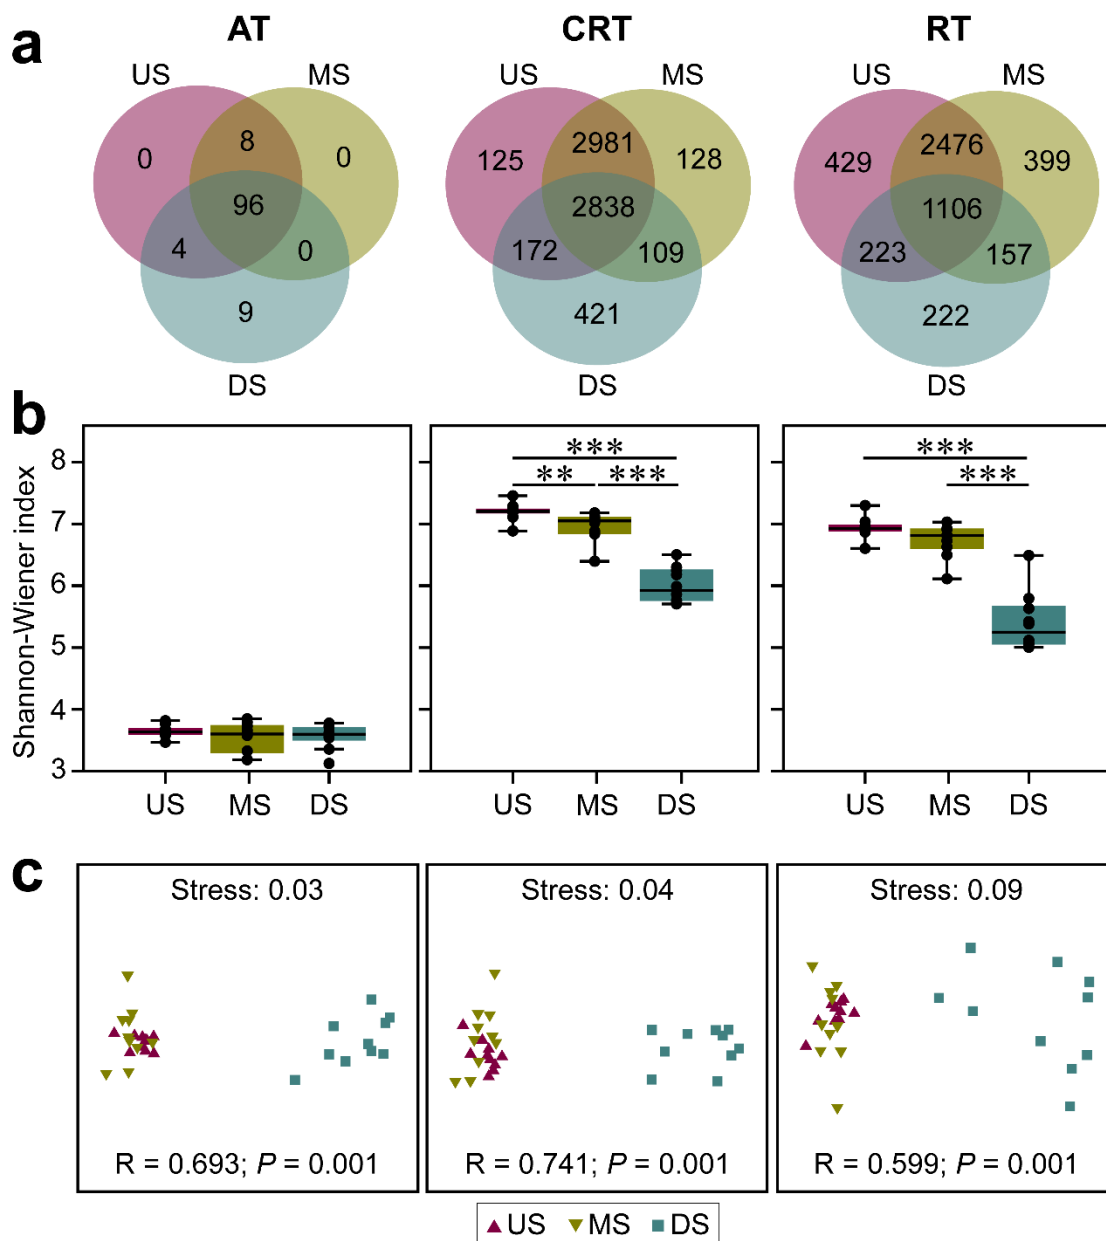 a
AT CRT RT
US MS US MS US MS
0 8 0 125 2981 128 429 2476 399
96 2838 1106
4 0 172 109 223 157
9 421 222
DS DS DS
b
Shannon-Wiener index
8
7
6
5
4
3
*** ***
** *** ***
US MS DS US MS DS US MS DS
c
Stress: 0.03 Stress: 0.04 Stress: 0.09
R = 0.693; P = 0.001 R = 0.741; P = 0.001 R = 0.599; P = 0.001
US MS DS